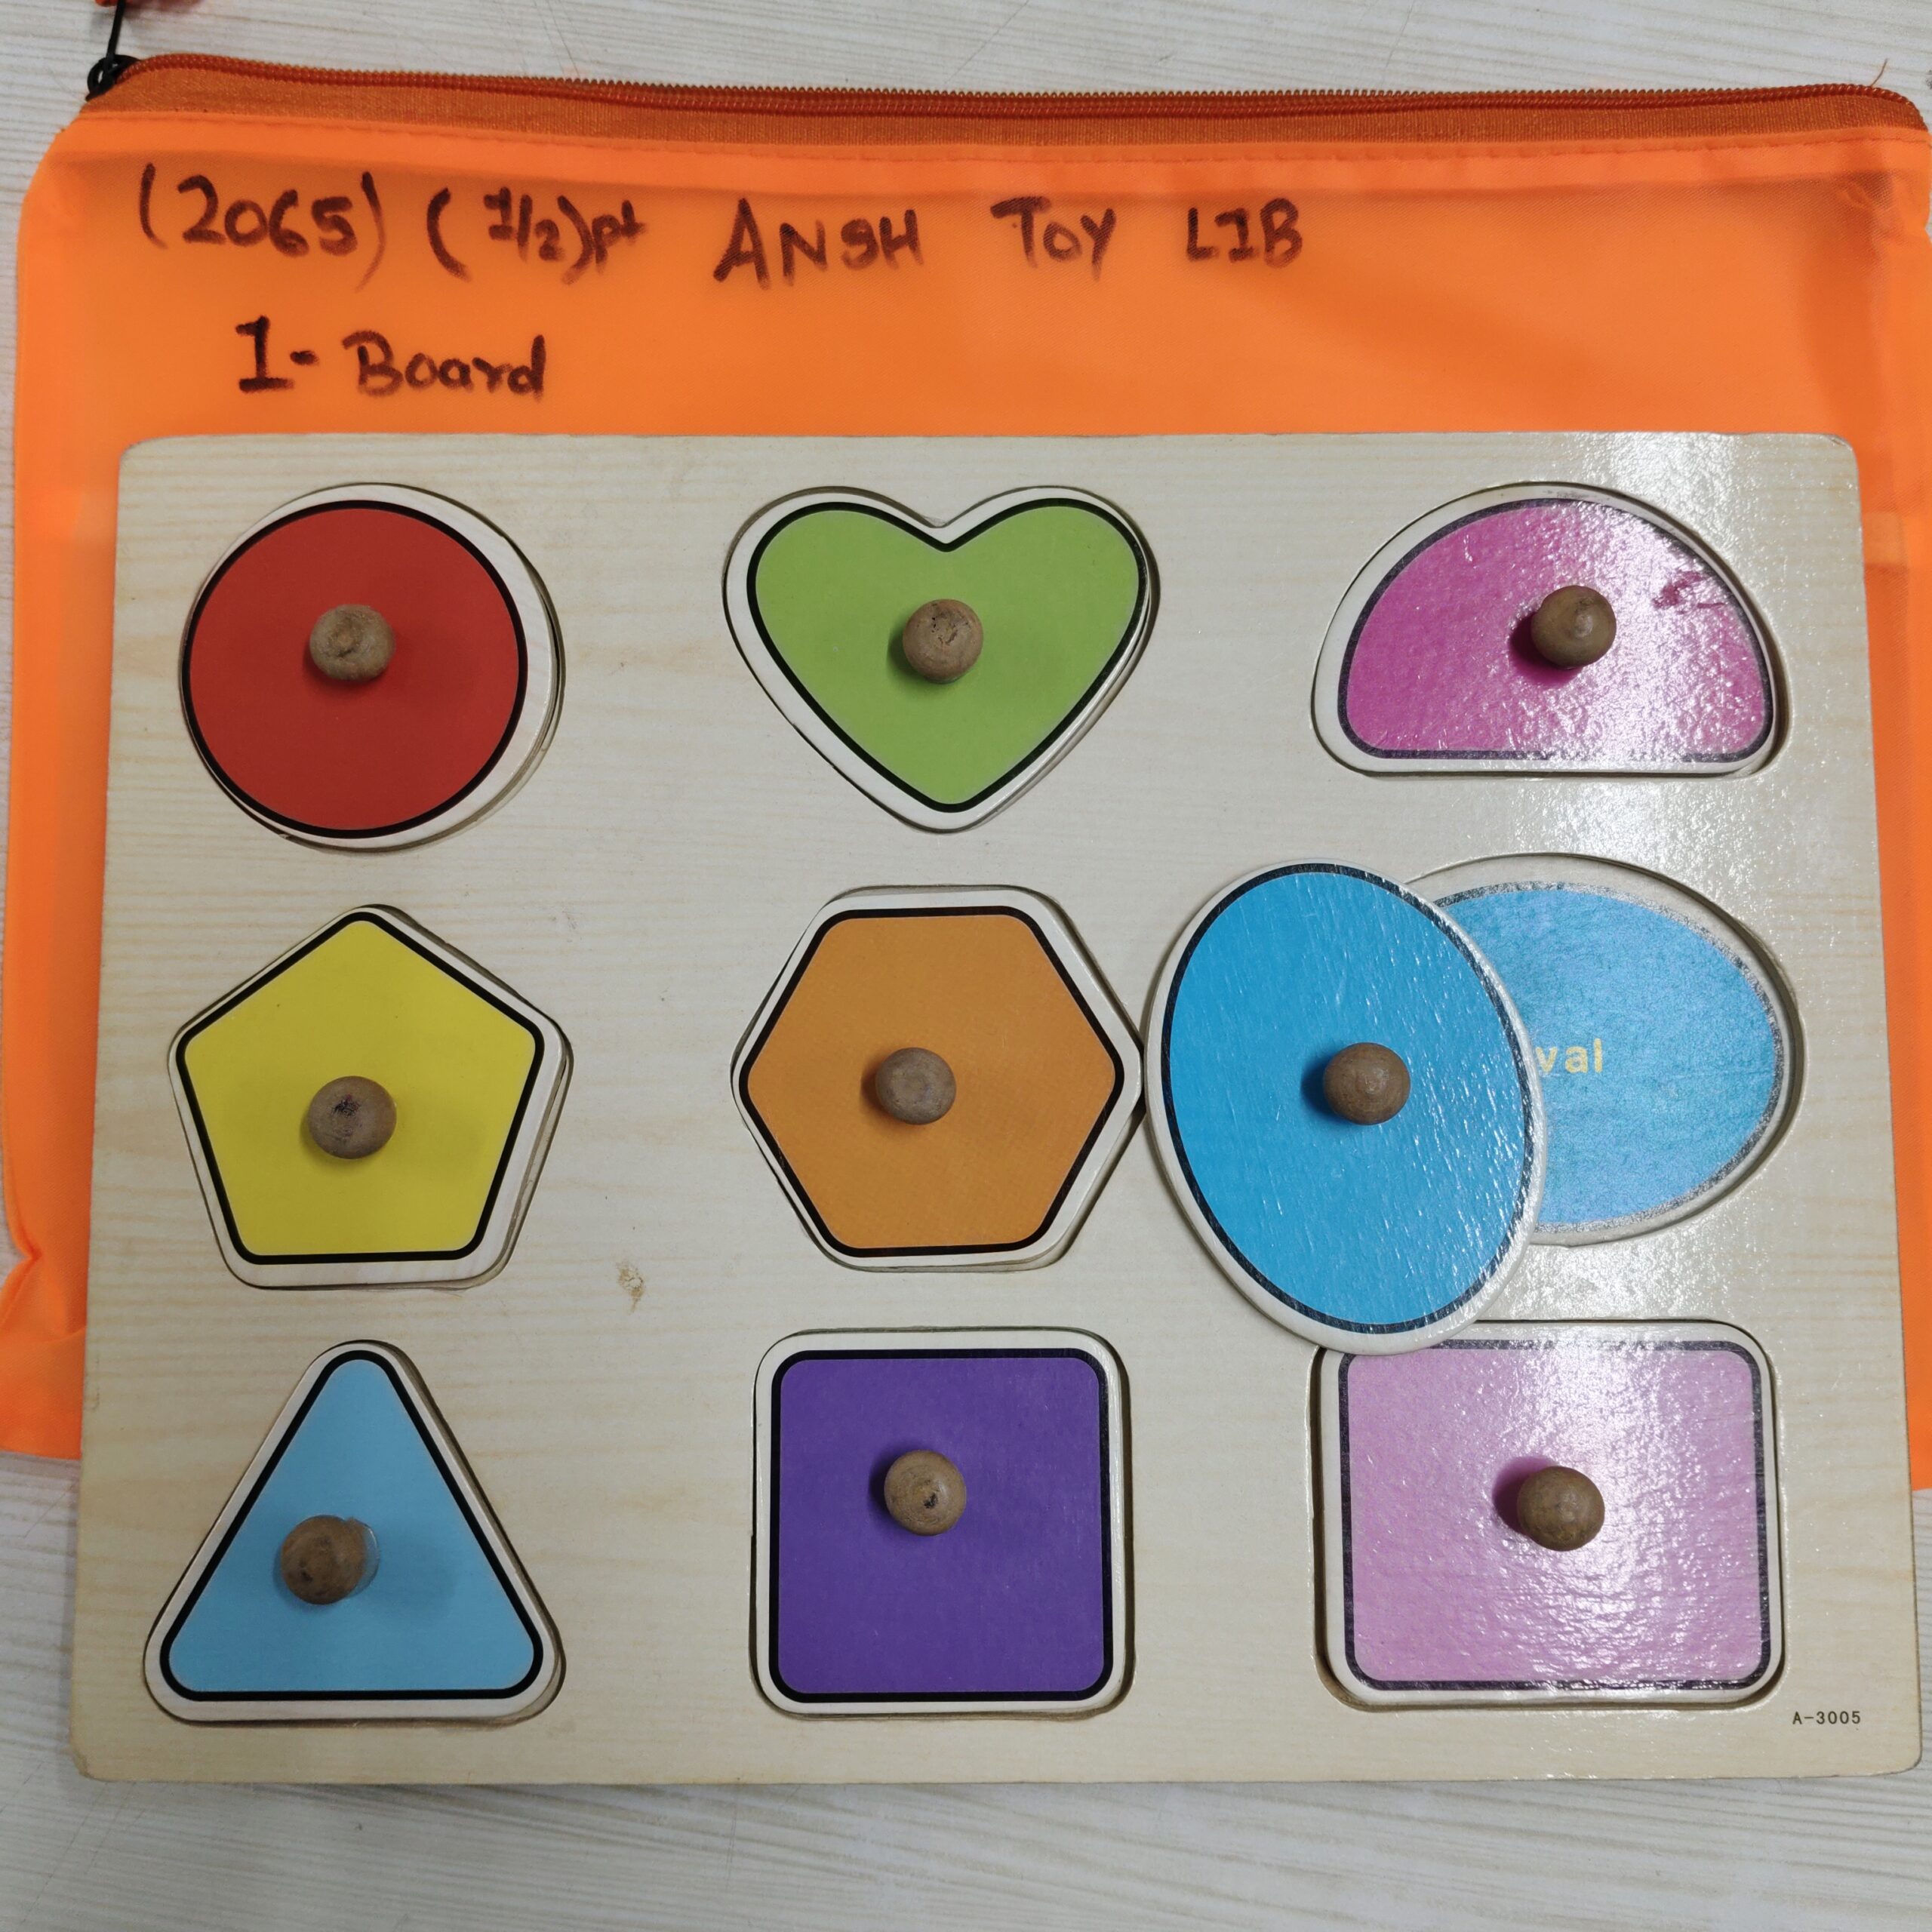 (2065) (1/2)pt ANSH TOY LIB
1- Board
val
A-3005